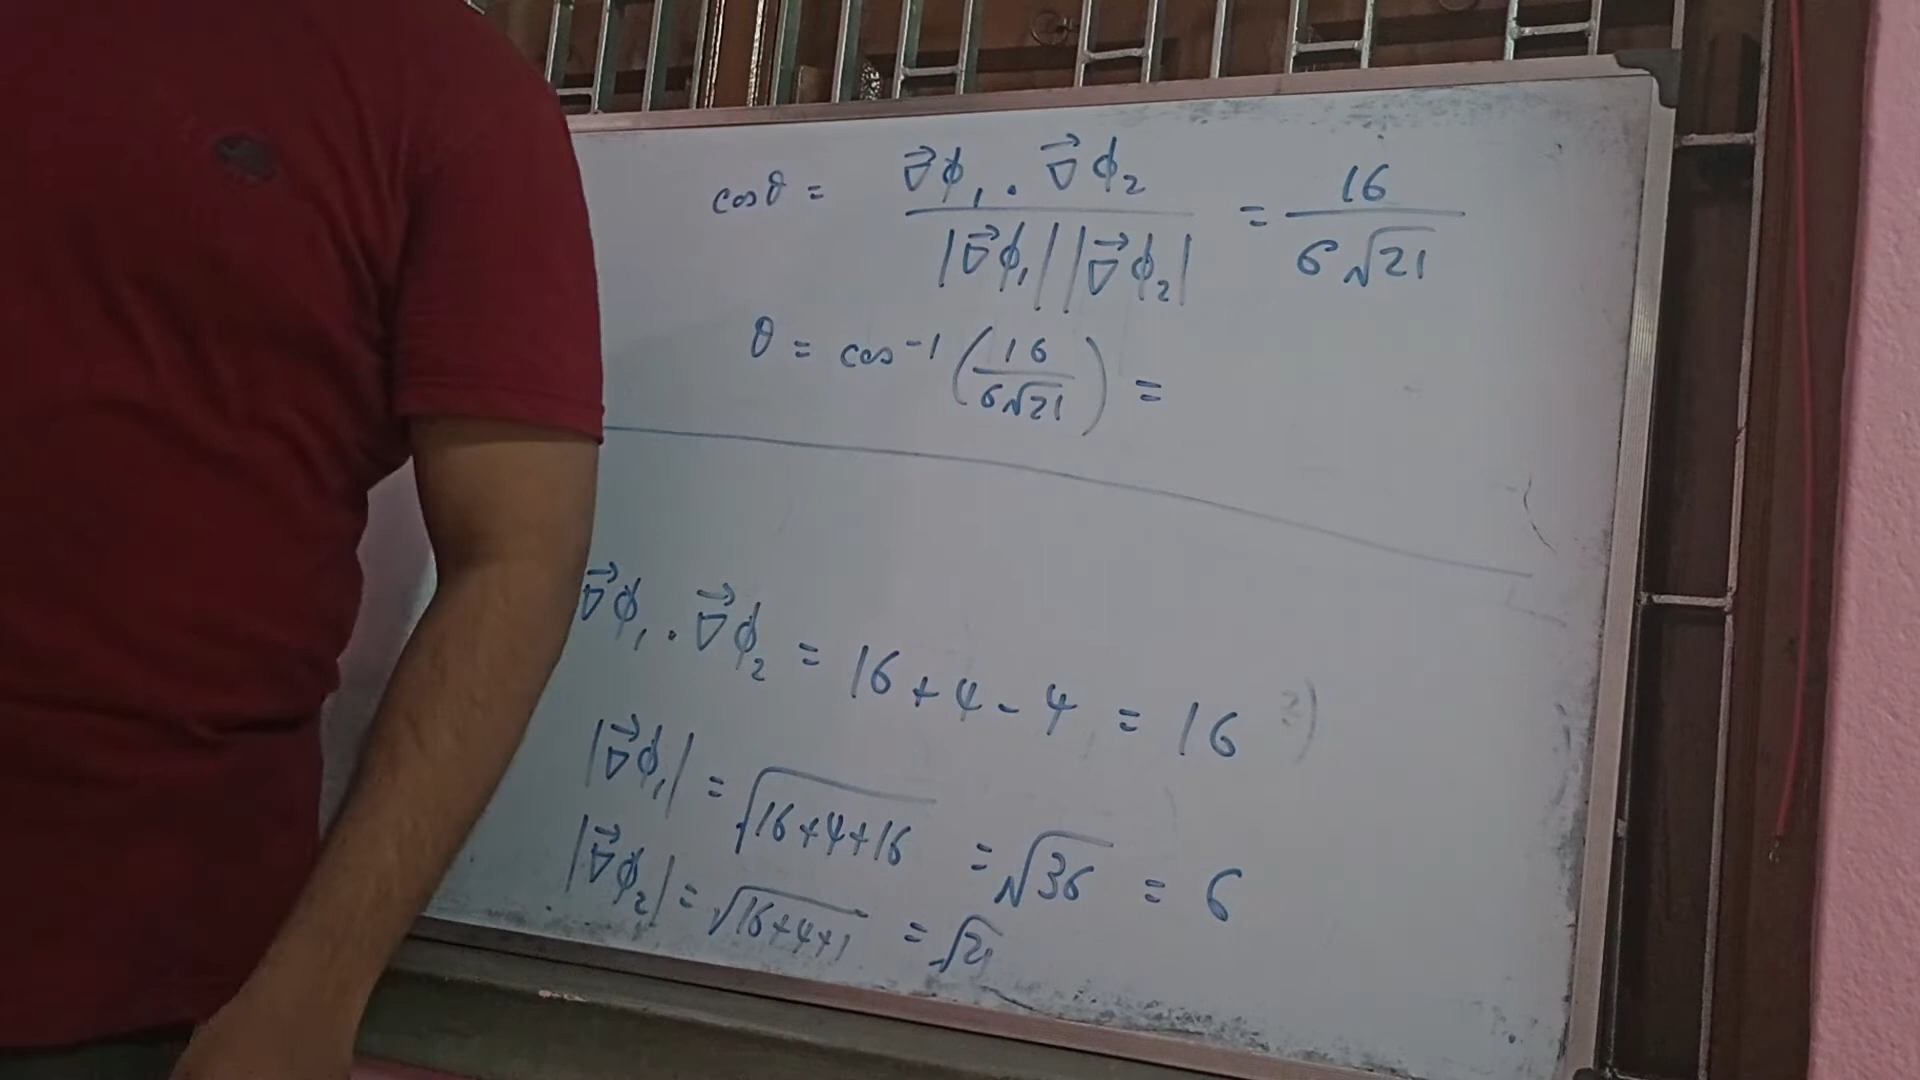 cosθ = ∇⃗ϕ₁ . ∇⃗ϕ₂ / |∇⃗ϕ₁| |∇⃗ϕ₂| = 16 / 6√21
θ = cos⁻¹ (16 / 6√21) =
∇⃗ϕ₁ . ∇⃗ϕ₂ = 16 + 4 - 4 = 16
|∇⃗ϕ₁| = √16+4+16 = √36 = 6
|∇⃗ϕ₂| = √16+4+1 = √21